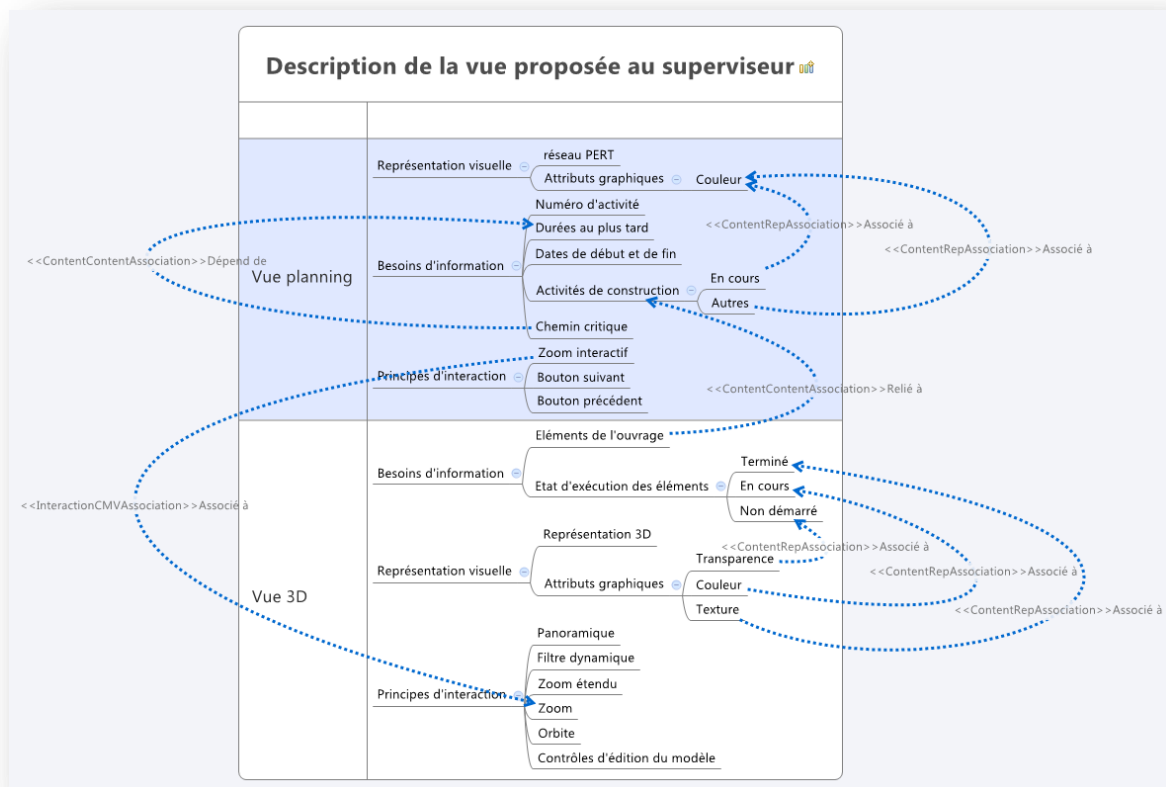 Description de la vue proposée au superviseur
Vue planning
Représentation visuelle
réseau PERT
Attributs graphiques
Couleur
Besoins d'information
Numéro d'activité
Durées au plus tard
Dates de début et de fin
Activités de construction
En cours
Autres
Chemin critique
Principes d'interaction
Zoom interactif
Bouton suivant
Bouton précédent
<<ContentRepAssociation>>Associé à
<<ContentRepAssociation>>Associé à
<<ContentContentAssociation>>Dépend de
<<ContentContentAssociation>>Relié à
Vue 3D
Besoins d'information
Eléments de l'ouvrage
Etat d'exécution des éléments
Terminé
En cours
Non démarré
<<InteractionCMVAssociation>>Associé à
Représentation visuelle
Représentation 3D
Attributs graphiques
Transparence
Couleur
Texture
<<ContentRepAssociation>>Associé à
<<ContentRepAssociation>>Associé à
<<ContentRepAssociation>>Associé à
Principes d'interaction
Panoramique
Filtre dynamique
Zoom étendu
Zoom
Orbite
Contrôles d'édition du modèle